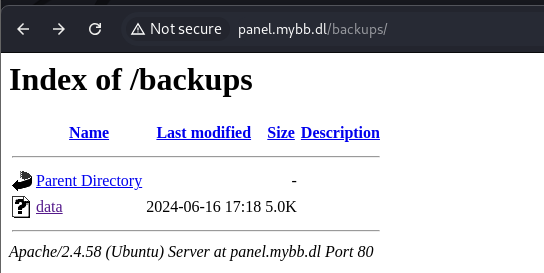 Not secure panel.mybb.dl/backups/
Index of /backups
Name Last modified Size Description
Parent Directory -
data 2024-06-16 17:18 5.0K
Apache/2.4.58 (Ubuntu) Server at panel.mybb.dl Port 80